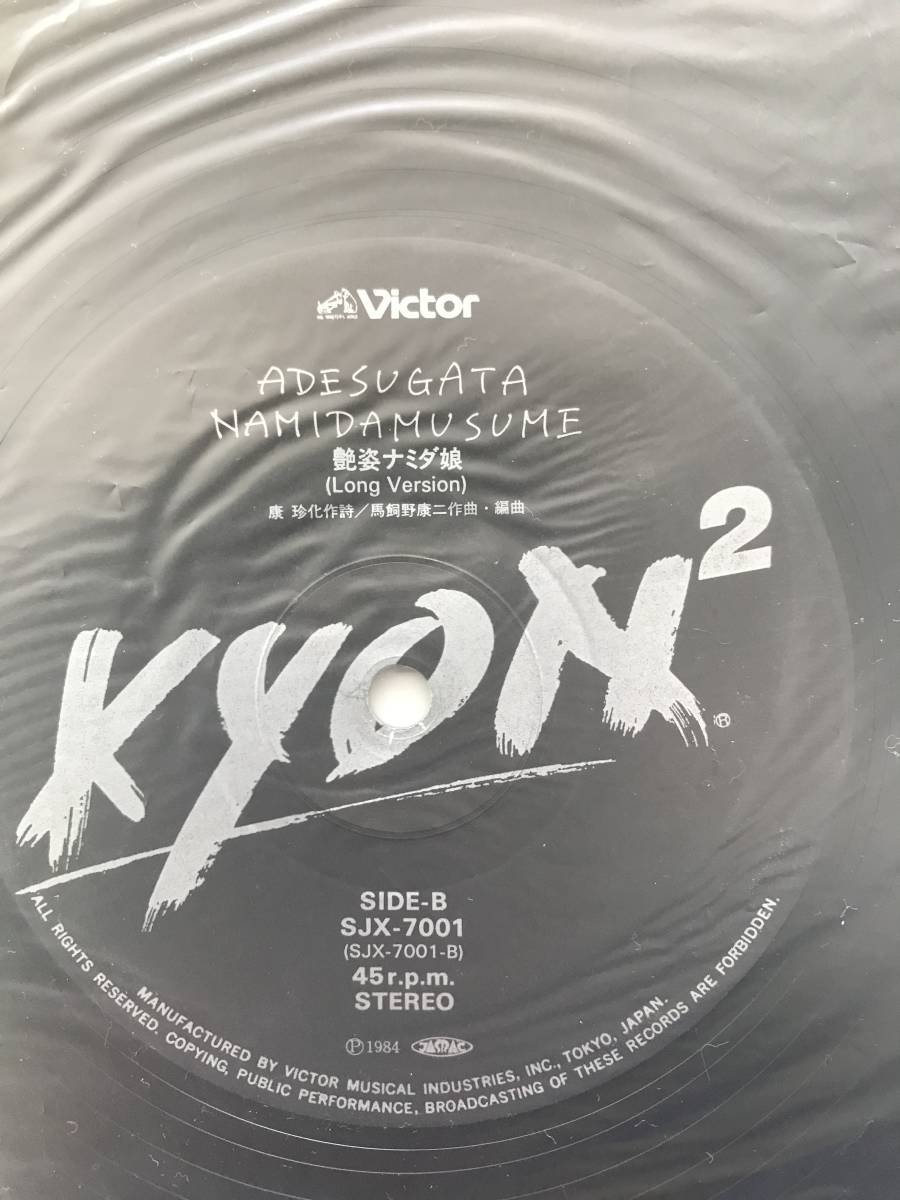 Victor
ADESUGATA
NAMIDAMUSUME
艶姿ナミダ娘
(Long Version)
康 珍化作詩／馬飼野康二作曲・編曲
KYON²
®
SIDE-B
SJX-7001
(SJX-7001-B)
45 r.p.m.
STEREO
Ⓟ1984 JASRAC
MANUFACTURED BY VICTOR MUSICAL INDUSTRIES, INC., TOKYO, JAPAN.
ALL RIGHTS RESERVED. COPYING, PUBLIC PERFORMANCE, BROADCASTING OF THESE RECORDS ARE FORBIDDEN.